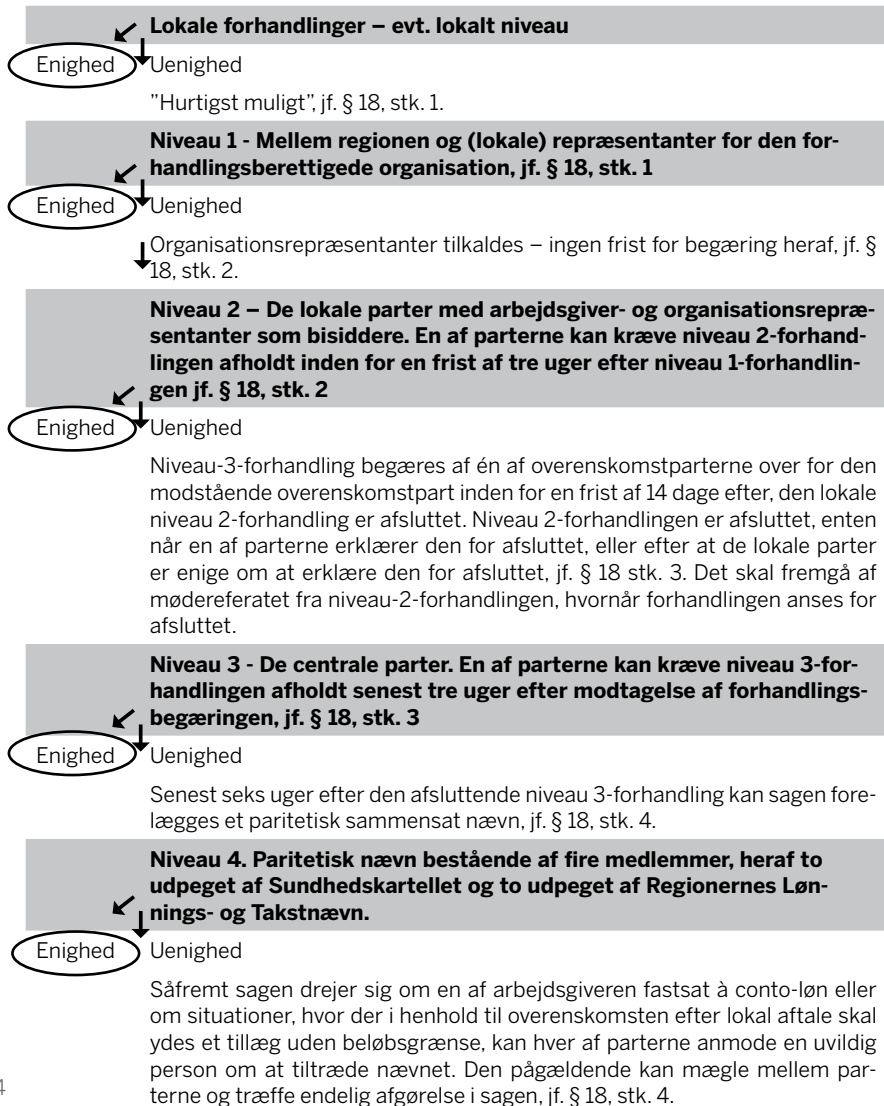 Lokale forhandlinger – evt. lokalt niveau
Enighed Uenighed
”Hurtigst muligt”, jf. § 18, stk. 1.
Niveau 1 - Mellem regionen og (lokale) repræsentanter for den for-
handlingsberettigede organisation, jf. § 18, stk. 1
Enighed Uenighed
Organisationsrepræsentanter tilkaldes – ingen frist for begæring heraf, jf. §
18, stk. 2.
Niveau 2 – De lokale parter med arbejdsgiver- og organisationsrepræ-
sentanter som bisiddere. En af parterne kan kræve niveau 2-forhand-
lingen afholdt inden for en frist af tre uger efter niveau 1-forhandlin-
gen jf. § 18, stk. 2
Enighed Uenighed
Niveau-3-forhandling begæres af én af overenskomstparterne over for den
modstående overenskomstpart inden for en frist af 14 dage efter, den lokale
niveau 2-forhandling er afsluttet. Niveau 2-forhandlingen er afsluttet, enten
når en af parterne erklærer den for afsluttet, eller efter at de lokale parter
er enige om at erklære den for afsluttet, jf. § 18 stk. 3. Det skal fremgå af
mødereferatet fra niveau-2-forhandlingen, hvornår forhandlingen anses for
afsluttet.
Niveau 3 - De centrale parter. En af parterne kan kræve niveau 3-for-
handlingen afholdt senest tre uger efter modtagelse af forhandlings-
begæringen, jf. § 18, stk. 3
Enighed Uenighed
Senest seks uger efter den afsluttende niveau 3-forhandling kan sagen fore-
lægges et paritetisk sammensat nævn, jf. § 18, stk. 4.
Niveau 4. Paritetisk nævn bestående af fire medlemmer, heraf to
udpeget af Sundhedskartellet og to udpeget af Regionernes Løn-
nings- og Takstnævn.
Enighed Uenighed
Såfremt sagen drejer sig om en af arbejdsgiveren fastsat à conto-løn eller
om situationer, hvor der i henhold til overenskomsten efter lokal aftale skal
ydes et tillæg uden beløbsgrænse, kan hver af parterne anmode en uvildig
person om at tiltræde nævnet. Den pågældende kan mægle mellem par-
terne og træffe endelig afgørelse i sagen, jf. § 18, stk. 4.